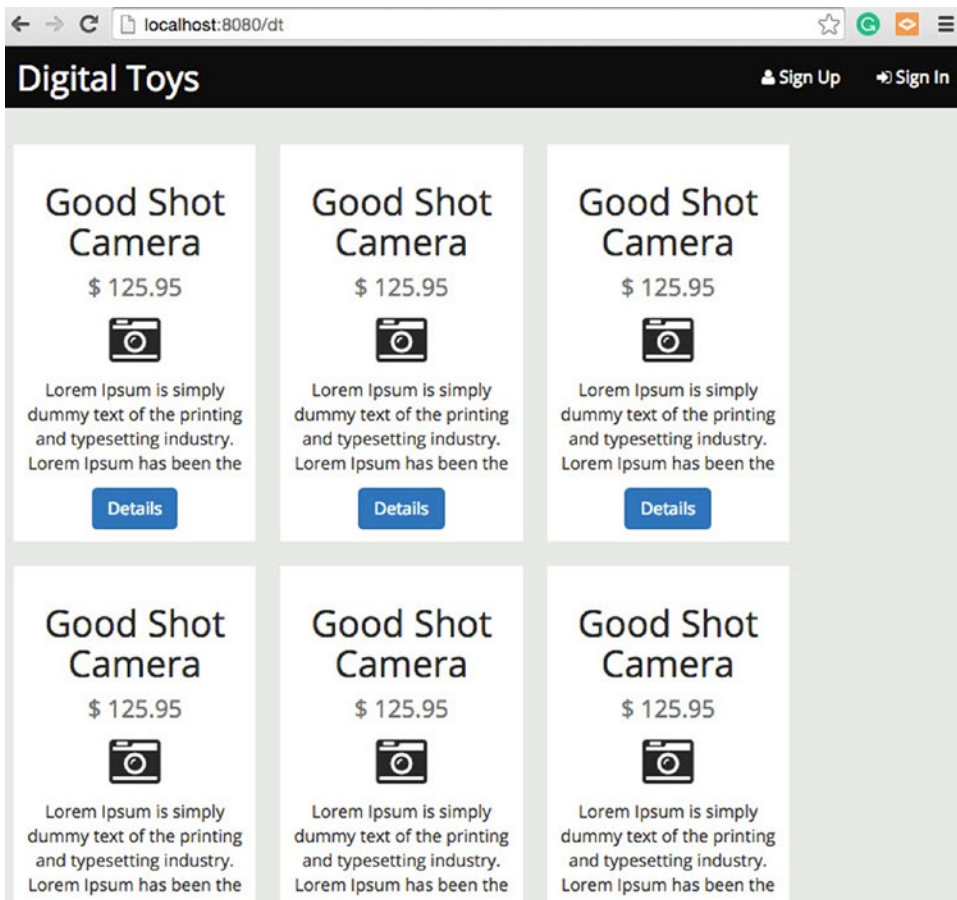 localhost:8080/dt
Digital Toys
Sign Up
Sign In
Good Shot
Camera
$ 125.95
Lorem Ipsum is simply
dummy text of the printing
and typesetting industry.
Lorem Ipsum has been the
Details
Good Shot
Camera
$ 125.95
Lorem Ipsum is simply
dummy text of the printing
and typesetting industry.
Lorem Ipsum has been the
Details
Good Shot
Camera
$ 125.95
Lorem Ipsum is simply
dummy text of the printing
and typesetting industry.
Lorem Ipsum has been the
Details
Good Shot
Camera
$ 125.95
Lorem Ipsum is simply
dummy text of the printing
and typesetting industry.
Lorem Ipsum has been the
Good Shot
Camera
$ 125.95
Lorem Ipsum is simply
dummy text of the printing
and typesetting industry.
Lorem Ipsum has been the
Good Shot
Camera
$ 125.95
Lorem Ipsum is simply
dummy text of the printing
and typesetting industry.
Lorem Ipsum has been the